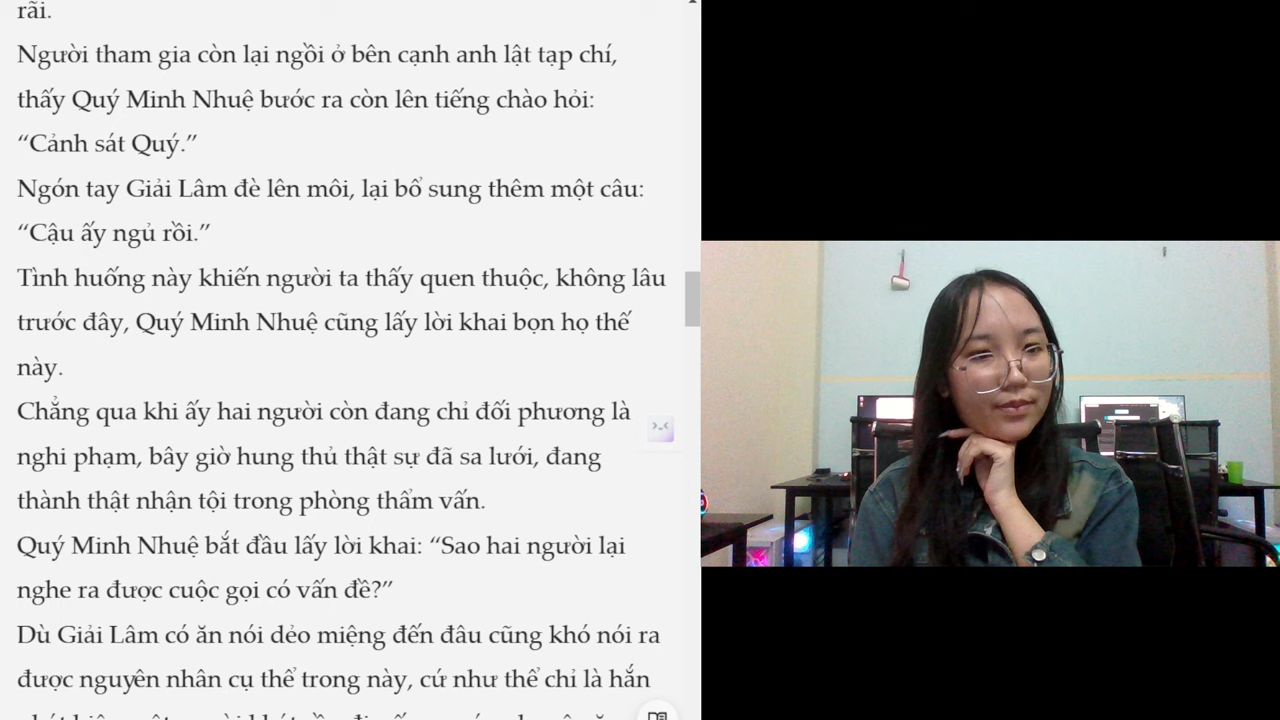 rãi.
Người tham gia còn lại ngồi ở bên cạnh anh lật tạp chí,
thấy Quý Minh Nhuệ bước ra còn lên tiếng chào hỏi:
“Cảnh sát Quý.”
Ngón tay Giải Lâm đè lên môi, lại bổ sung thêm một câu:
“Cậu ấy ngủ rồi.”
Tình huống này khiến người ta thấy quen thuộc, không lâu
trước đây, Quý Minh Nhuệ cũng lấy lời khai bọn họ thế
này.
Chẳng qua khi ấy hai người còn đang chỉ đối phương là
nghi phạm, bây giờ hung thủ thật sự đã sa lưới, đang
thành thật nhận tội trong phòng thẩm vấn.
Quý Minh Nhuệ bắt đầu lấy lời khai: “Sao hai người lại
nghe ra được cuộc gọi có vấn đề?”
Dù Giải Lâm có ăn nói dẻo miệng đến đâu cũng khó nói ra
được nguyên nhân cụ thể trong này, cứ như thể chỉ là hắn